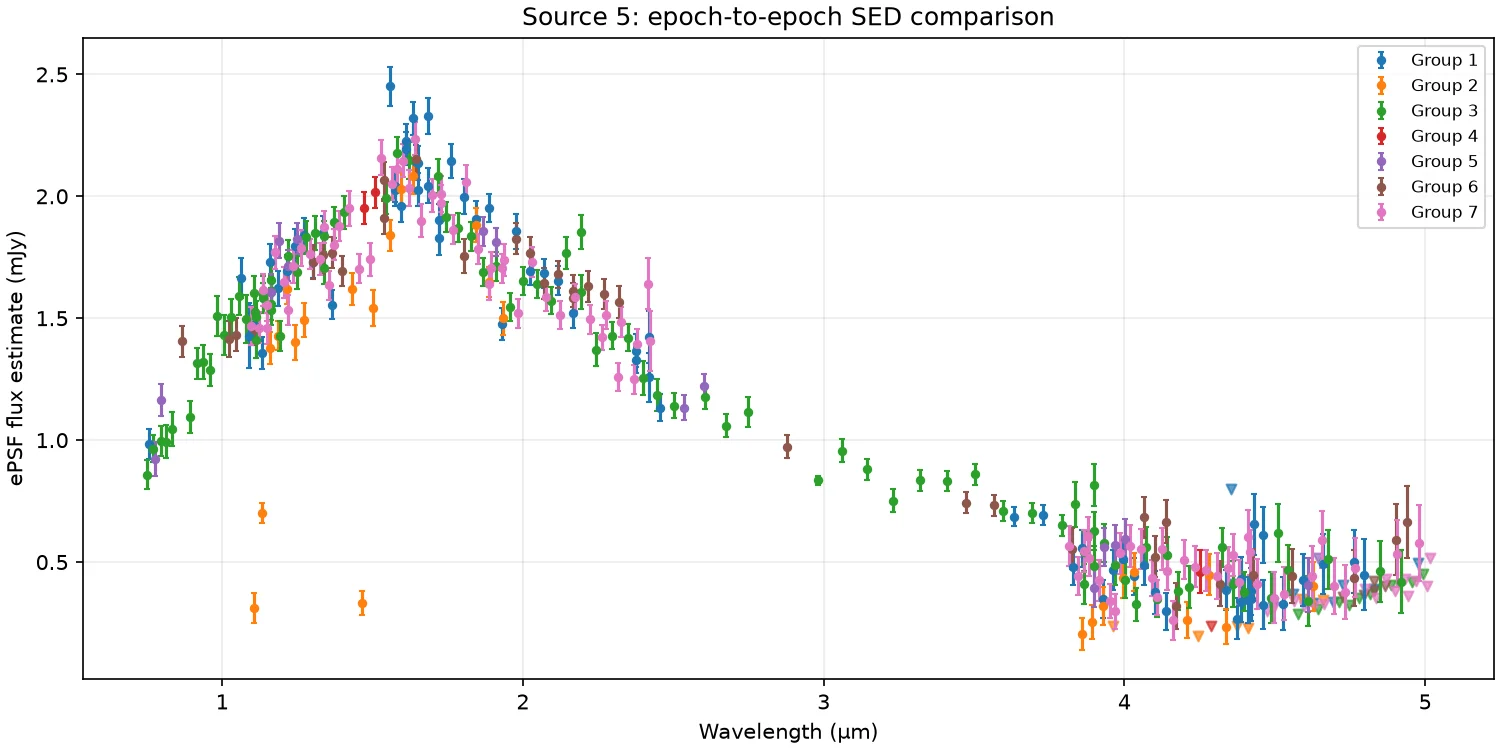 Source 5: epoch-to-epoch SED comparison
ePSF flux estimate (mJy)
2.5
2.0
1.5
1.0
0.5
1
2
3
4
5
Wavelength (μm)
Group 1
Group 2
Group 3
Group 4
Group 5
Group 6
Group 7